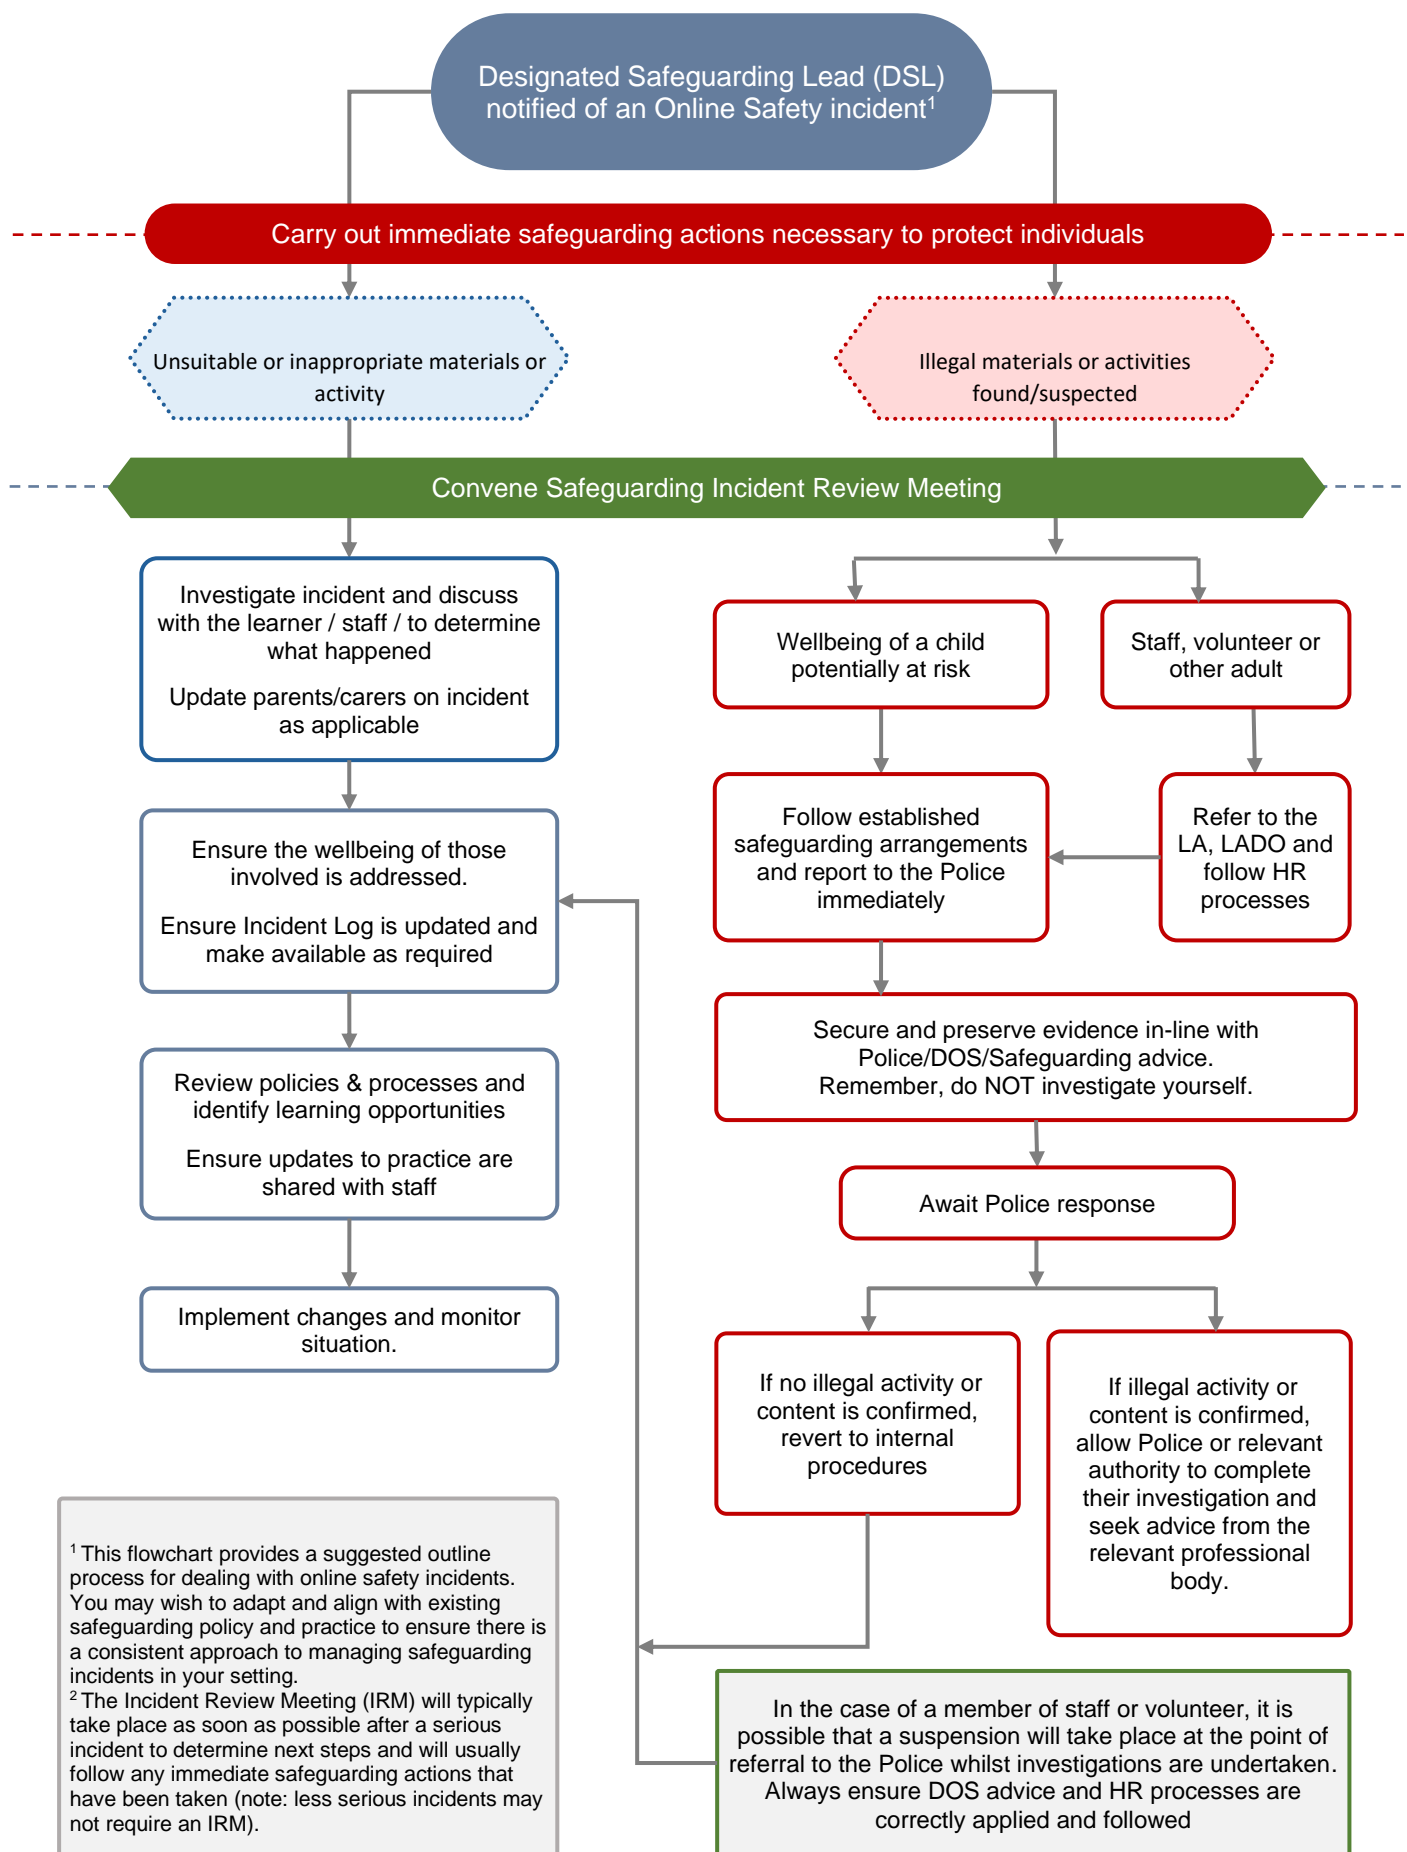 Designated Safeguarding Lead (DSL)
notified of an Online Safety incident¹
Carry out immediate safeguarding actions necessary to protect individuals
Unsuitable or inappropriate materials or
activity
Illegal materials or activities
found/suspected
Convene Safeguarding Incident Review Meeting
Investigate incident and discuss
with the learner / staff / to determine
what happened
Update parents/carers on incident
as applicable
Ensure the wellbeing of those
involved is addressed.
Ensure Incident Log is updated and
make available as required
Review policies & processes and
identify learning opportunities
Ensure updates to practice are
shared with staff
Implement changes and monitor
situation.
Wellbeing of a child
potentially at risk
Staff, volunteer or
other adult
Follow established
safeguarding arrangements
and report to the Police
immediately
Refer to the
LA, LADO and
follow HR
processes
Secure and preserve evidence in-line with
Police/DOS/Safeguarding advice.
Remember, do NOT investigate yourself.
Await Police response
If no illegal activity or
content is confirmed,
revert to internal
procedures
If illegal activity or
content is confirmed,
allow Police or relevant
authority to complete
their investigation and
seek advice from the
relevant professional
body.
¹ This flowchart provides a suggested outline
process for dealing with online safety incidents.
You may wish to adapt and align with existing
safeguarding policy and practice to ensure there is
a consistent approach to managing safeguarding
incidents in your setting.
² The Incident Review Meeting (IRM) will typically
take place as soon as possible after a serious
incident to determine next steps and will usually
follow any immediate safeguarding actions that
have been taken (note: less serious incidents may
not require an IRM).
In the case of a member of staff or volunteer, it is
possible that a suspension will take place at the point of
referral to the Police whilst investigations are undertaken.
Always ensure DOS advice and HR processes are
correctly applied and followed